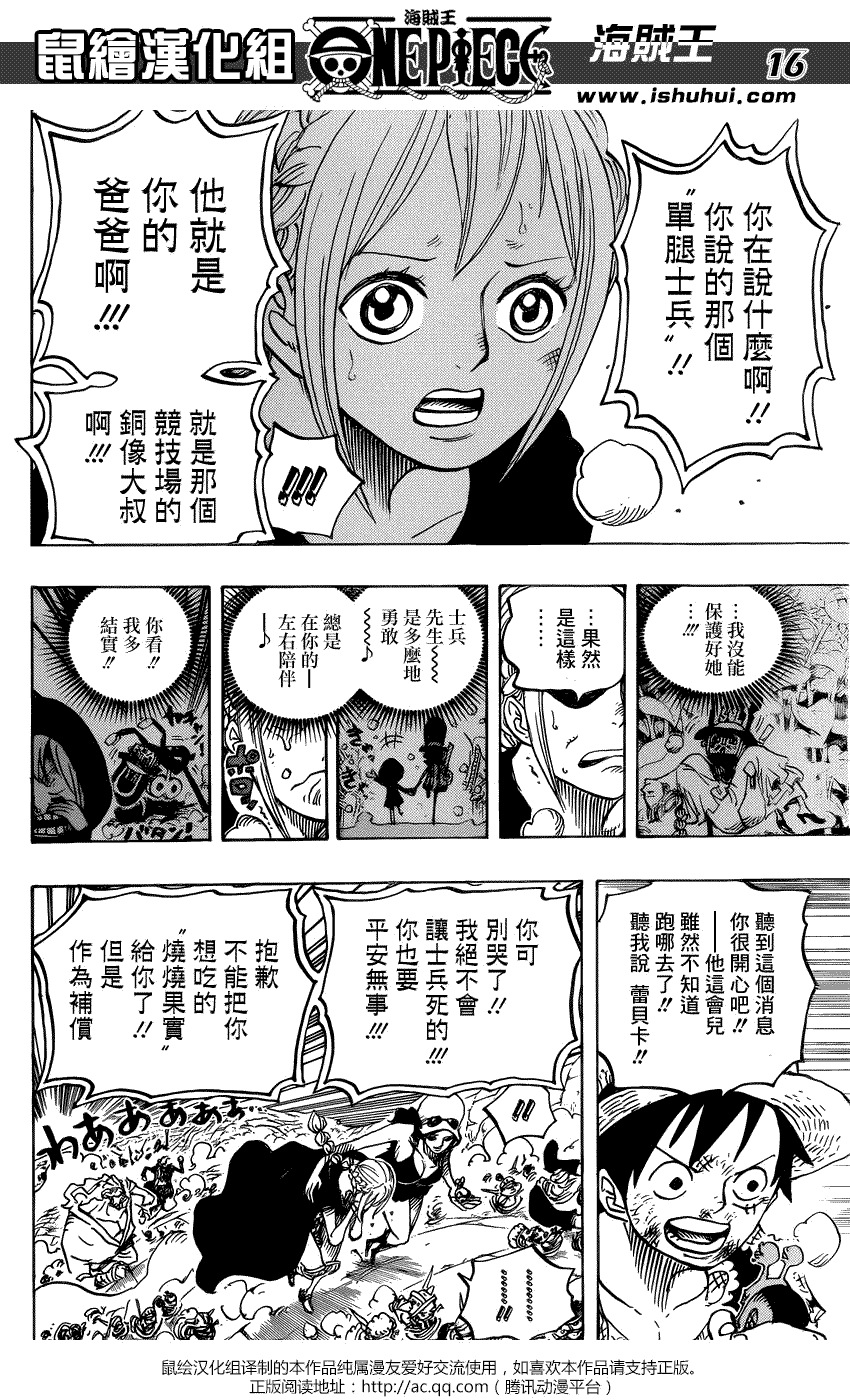 鼠繪漢化組
海賊王
ONE PIECE
海賊王
16
www.ishuhui.com
你在說什麼啊!!
你說的那個
"單腿士兵"!!
他就是
你的
爸爸啊!!!
就是那個
競技場的
銅像大叔
啊!!!
!!!!
…我沒能
保護好她
…!!!
…果然
是這樣
……
士兵
先生～～
是多麼地
勇敢
～～♪
總是
在你的—
左右陪伴
—♪
你看!!
我多
結實!!
聽到這個消息
你很開心吧!!
——他這會兒
雖然不知道
跑哪去了!!
聽我說 蕾貝卡!!
你可
別哭了!!
我絕不會
讓士兵死的!!!
你也要
平安無事!!!
抱歉
不能把你
想吃的
"燒燒果實"
給你了!!
但是
作為補償
わああああ
!!
鼠绘汉化组译制的本作品纯属漫友爱好交流使用，如喜欢本作品请支持正版。
正版阅读地址：http://ac.qq.com（腾讯动漫平台）